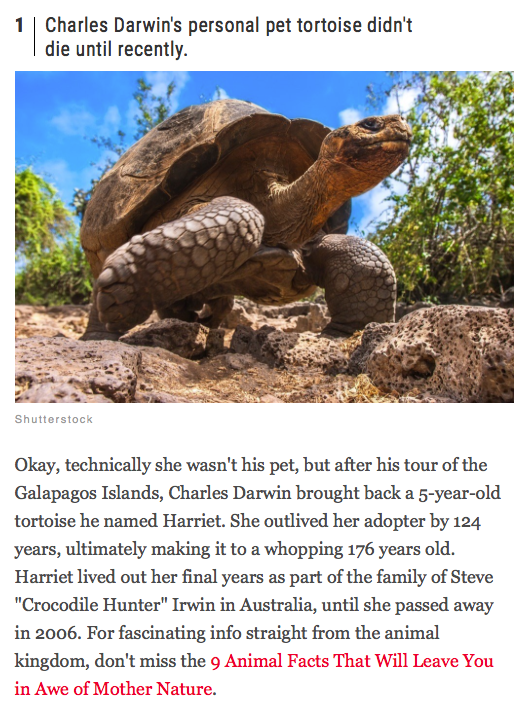 1 Charles Darwin's personal pet tortoise didn't
die until recently.
Shutterstock
Okay, technically she wasn't his pet, but after his tour of the
Galapagos Islands, Charles Darwin brought back a 5-year-old
tortoise he named Harriet. She outlived her adopter by 124
years, ultimately making it to a whopping 176 years old.
Harriet lived out her final years as part of the family of Steve
"Crocodile Hunter" Irwin in Australia, until she passed away
in 2006. For fascinating info straight from the animal
kingdom, don't miss the 9 Animal Facts That Will Leave You
in Awe of Mother Nature.